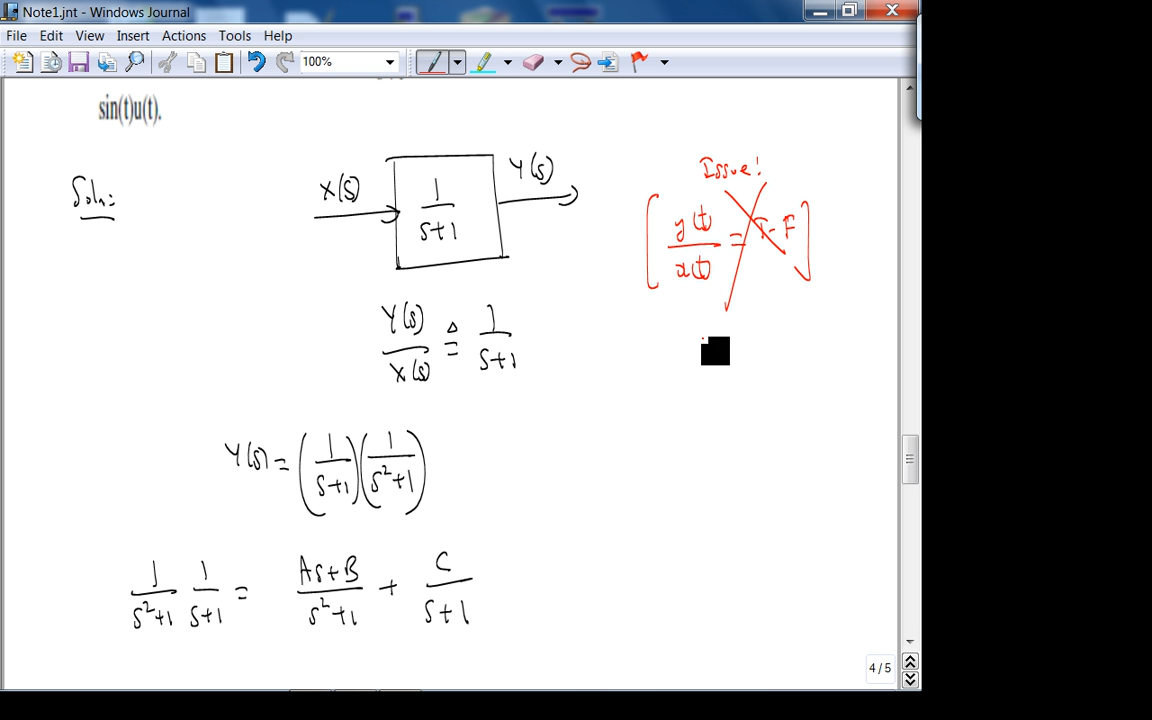 Note1.jnt - Windows Journal
File Edit View Insert Actions Tools Help
100%
sin(t)u(t).
Soln:
X(s)
1
s+1
Y(s)
Issue!
y(t)/x(t) = T-F
Y(s)/X(s) ≜ 1/s+1
Y(s) = (1/s+1)(1/s²+1)
1/s²+1 1/s+1 = As+B/s²+1 + C/s+1
4/5